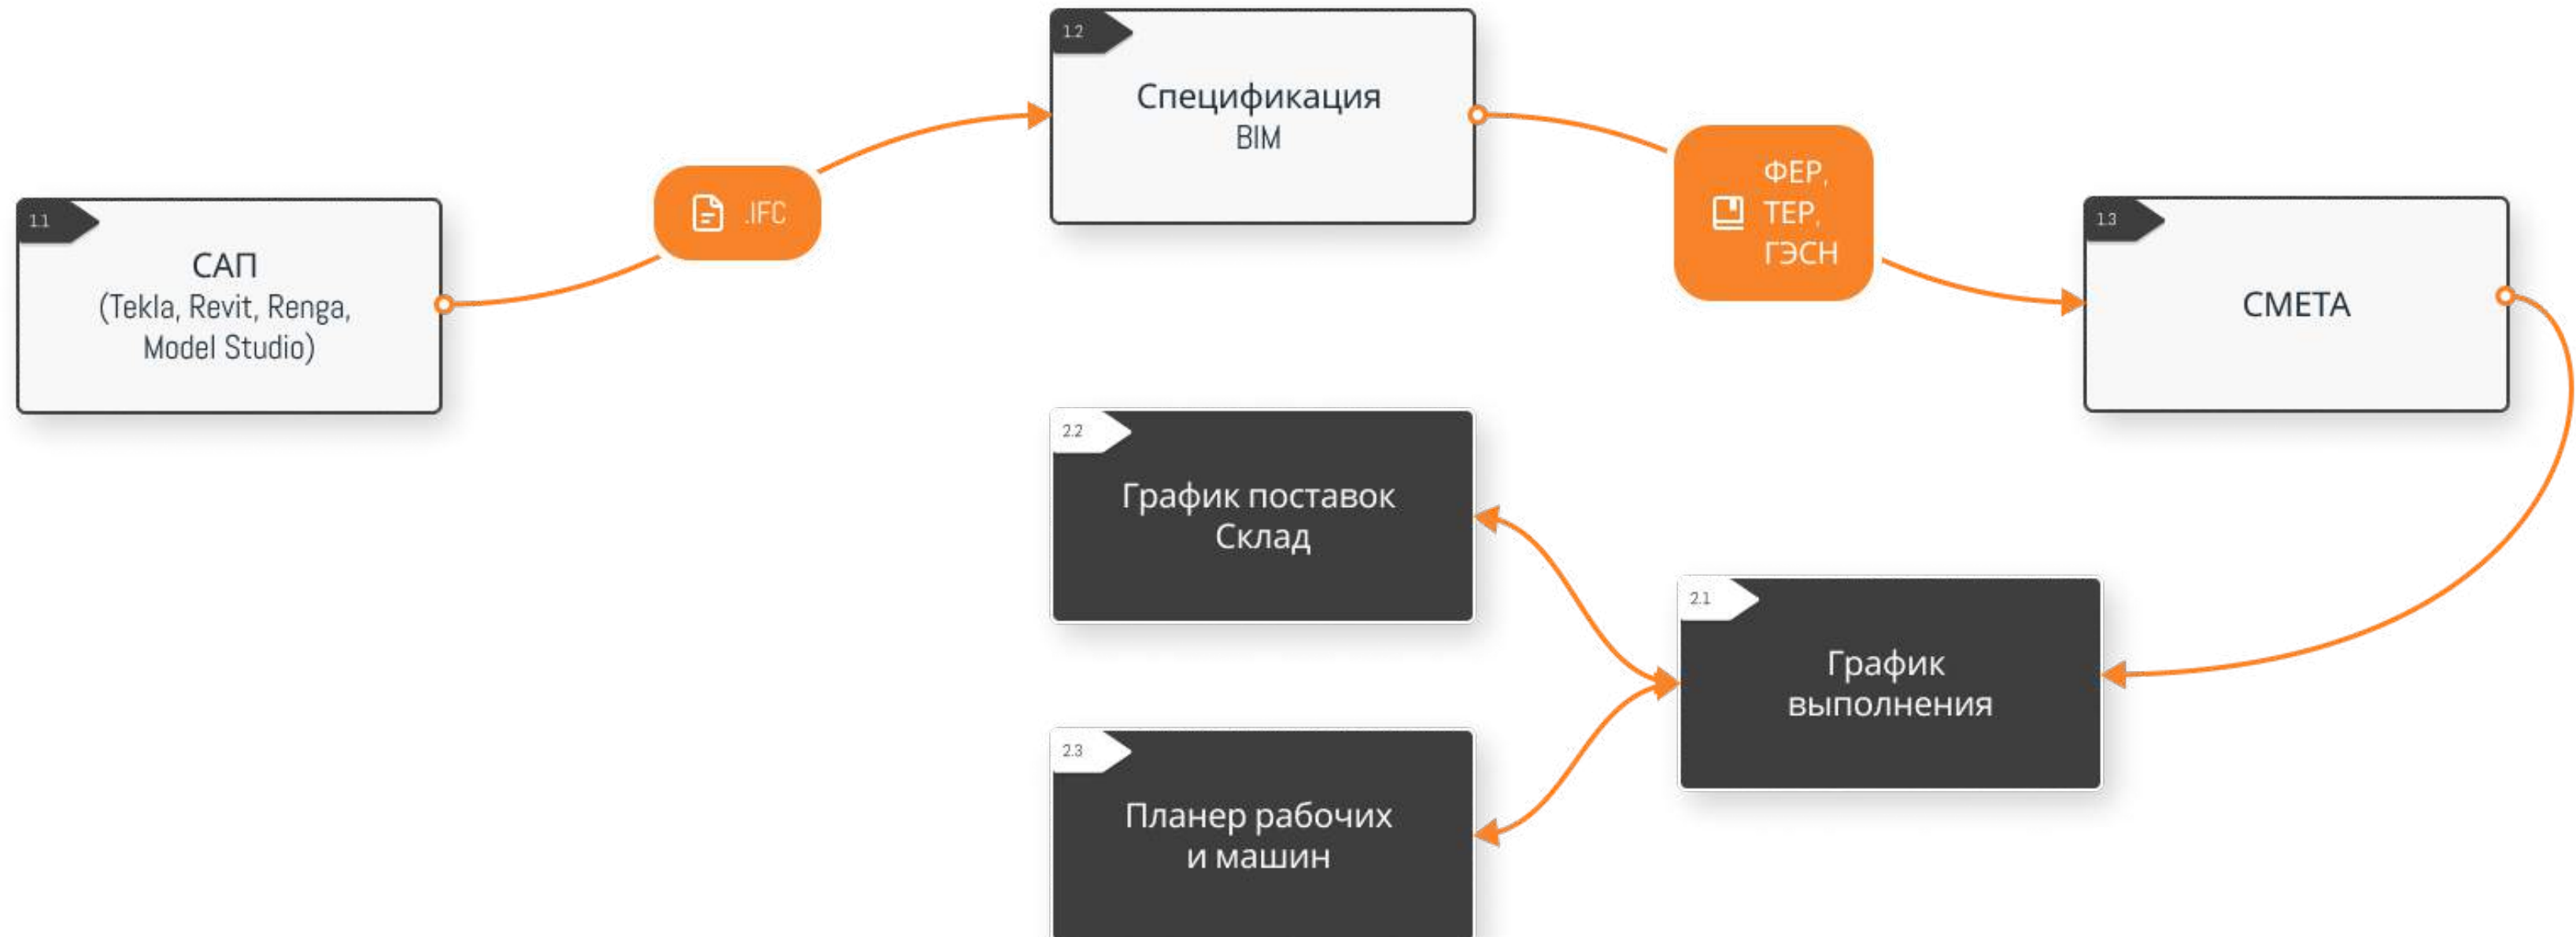 1.1
САП
(Tekla, Revit, Renga,
Model Studio)
.IFC
1.2
Спецификация
BIM
ФЕР,
ТЕР,
ГЭСН
1.3
СМЕТА
2.1
График
выполнения
2.2
График поставок
Склад
2.3
Планер рабочих
и машин